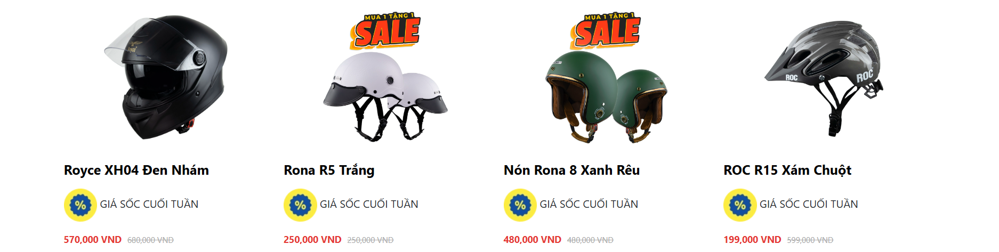 MUA 1 TẶNG 1
SALE
MUA 1 TẶNG 1
SALE
ROC
ROC
Royce XH04 Đen Nhám
Rona R5 Trắng
Nón Rona 8 Xanh Rêu
ROC R15 Xám Chuột
% GIÁ SỐC CUỐI TUẦN
% GIÁ SỐC CUỐI TUẦN
% GIÁ SỐC CUỐI TUẦN
% GIÁ SỐC CUỐI TUẦN
570,000 VND 680,000 VND
250,000 VND 250,000 VND
480,000 VND 480,000 VND
199,000 VND 599,000 VND